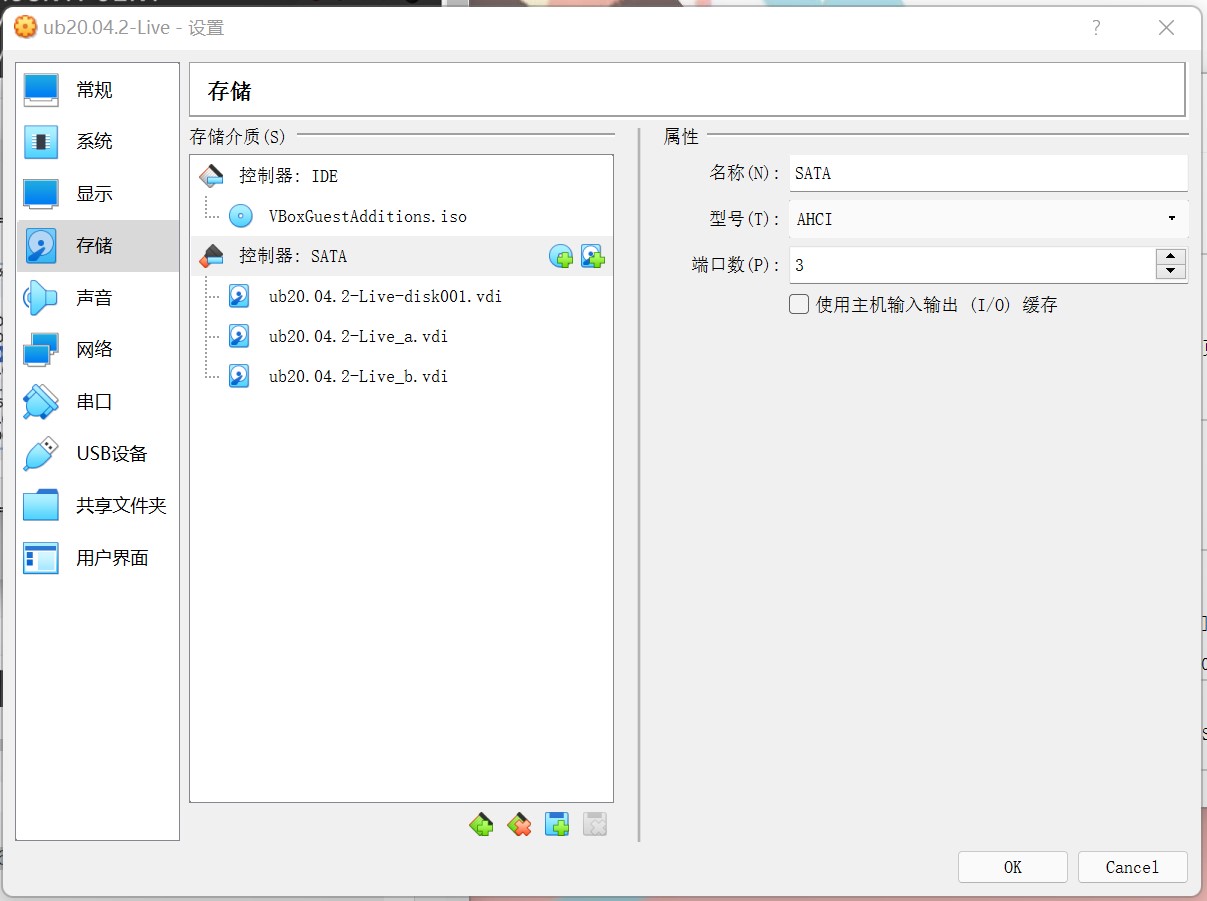 ub20.04.2-Live - 设置
?
常规
系统
显示
存储
声音
网络
串口
USB设备
共享文件夹
用户界面
存储
存储介质(S)
控制器: IDE
VBoxGuestAdditions.iso
控制器: SATA
ub20.04.2-Live-disk001.vdi
ub20.04.2-Live_a.vdi
ub20.04.2-Live_b.vdi
属性
名称(N): SATA
型号(T): AHCI
端口数(P): 3
使用主机输入输出 (I/O) 缓存
OK
Cancel